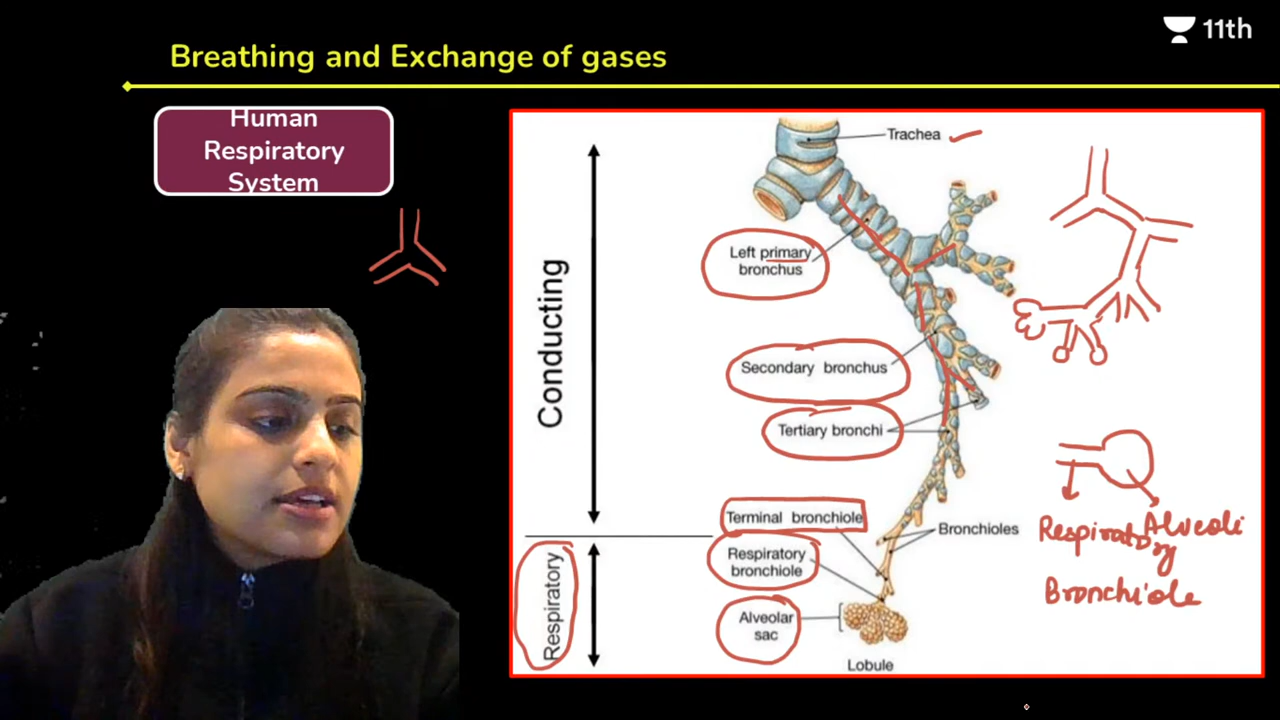 Breathing and Exchange of gases
11th
Human
Respiratory
System
Conducting
Respiratory
Trachea
Left primary
bronchus
Secondary bronchus
Tertiary bronchi
Terminal bronchiole
Bronchioles
Respiratory
bronchiole
Alveolar
sac
Lobule
Alveoli
Respiratory
Bronchiole